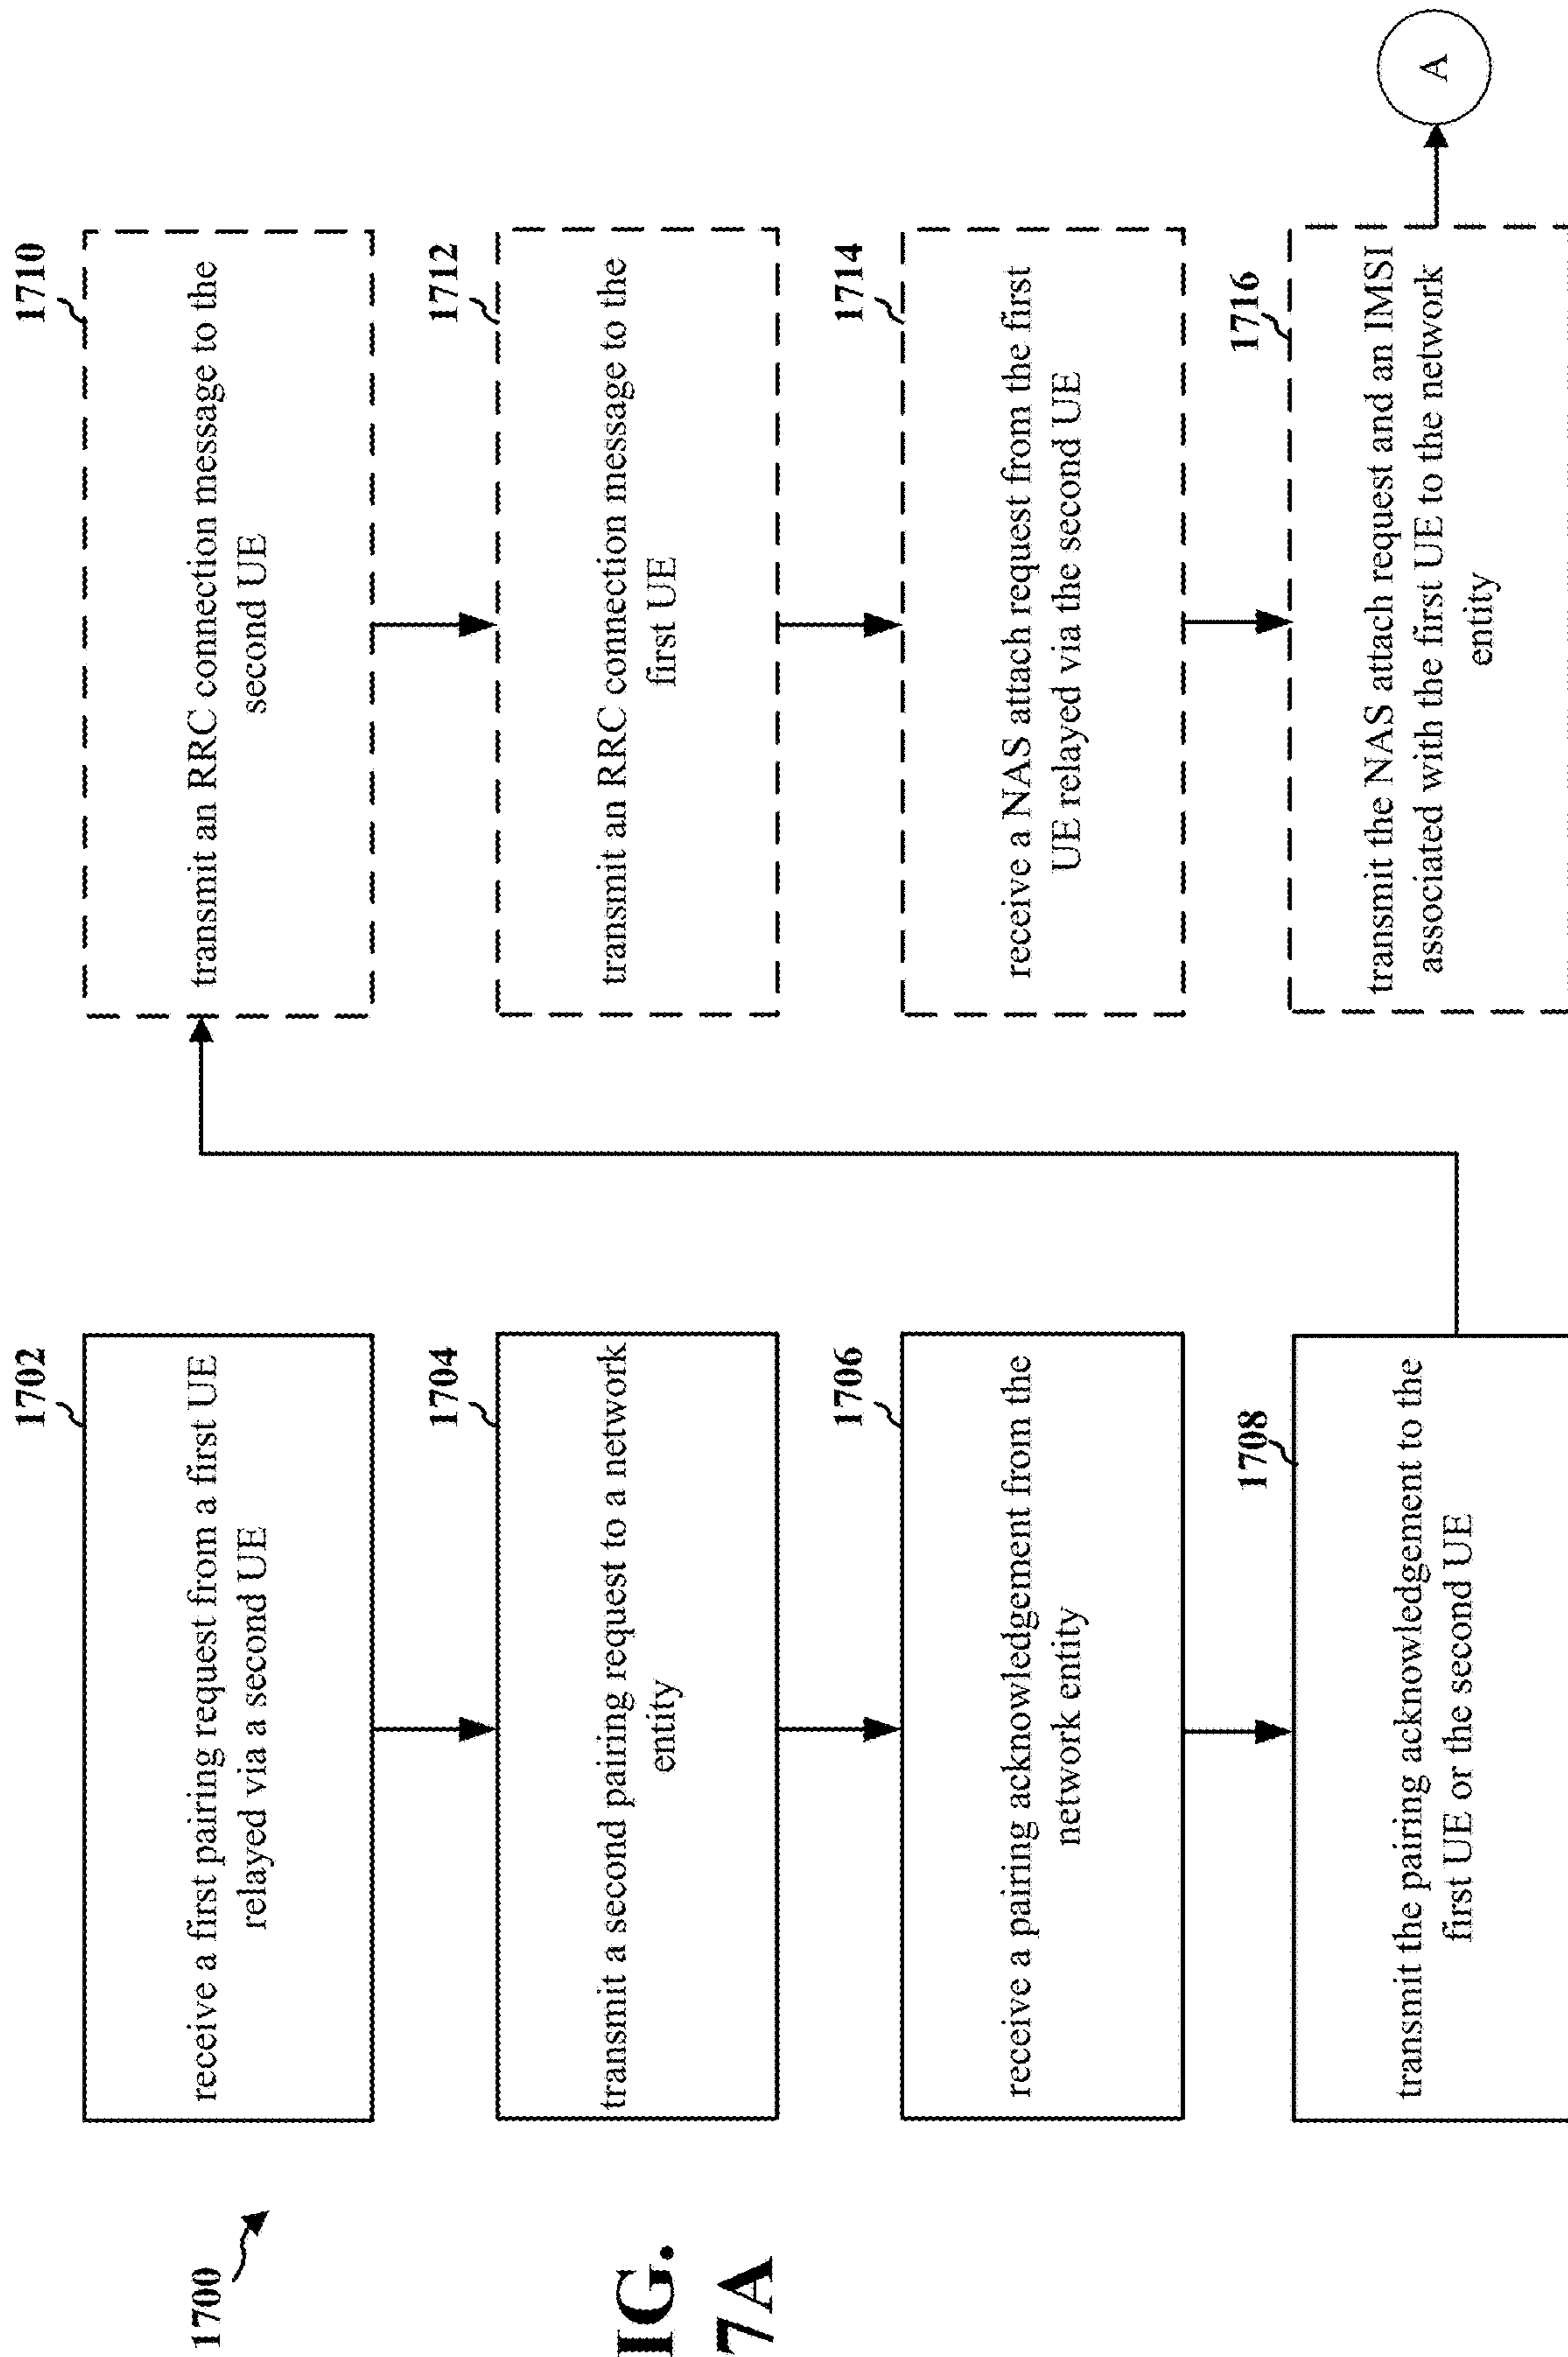 1700
1702
receive a first pairing request from a first UE
relayed via a second UE
1704
transmit a second pairing request to a network
entity
1706
receive a pairing acknowledgement from the
network entity
1708
transmit the pairing acknowledgement to the
first UE or the second UE
1710
transmit an RRC connection message to the
second UE
1712
transmit an RRC connection message to the
first UE
1714
receive a NAS attach request from the first
UE relayed via the second UE
1716
transmit the NAS attach request and an IMSI
associated with the first UE to the network
entity
A
IG.
7A